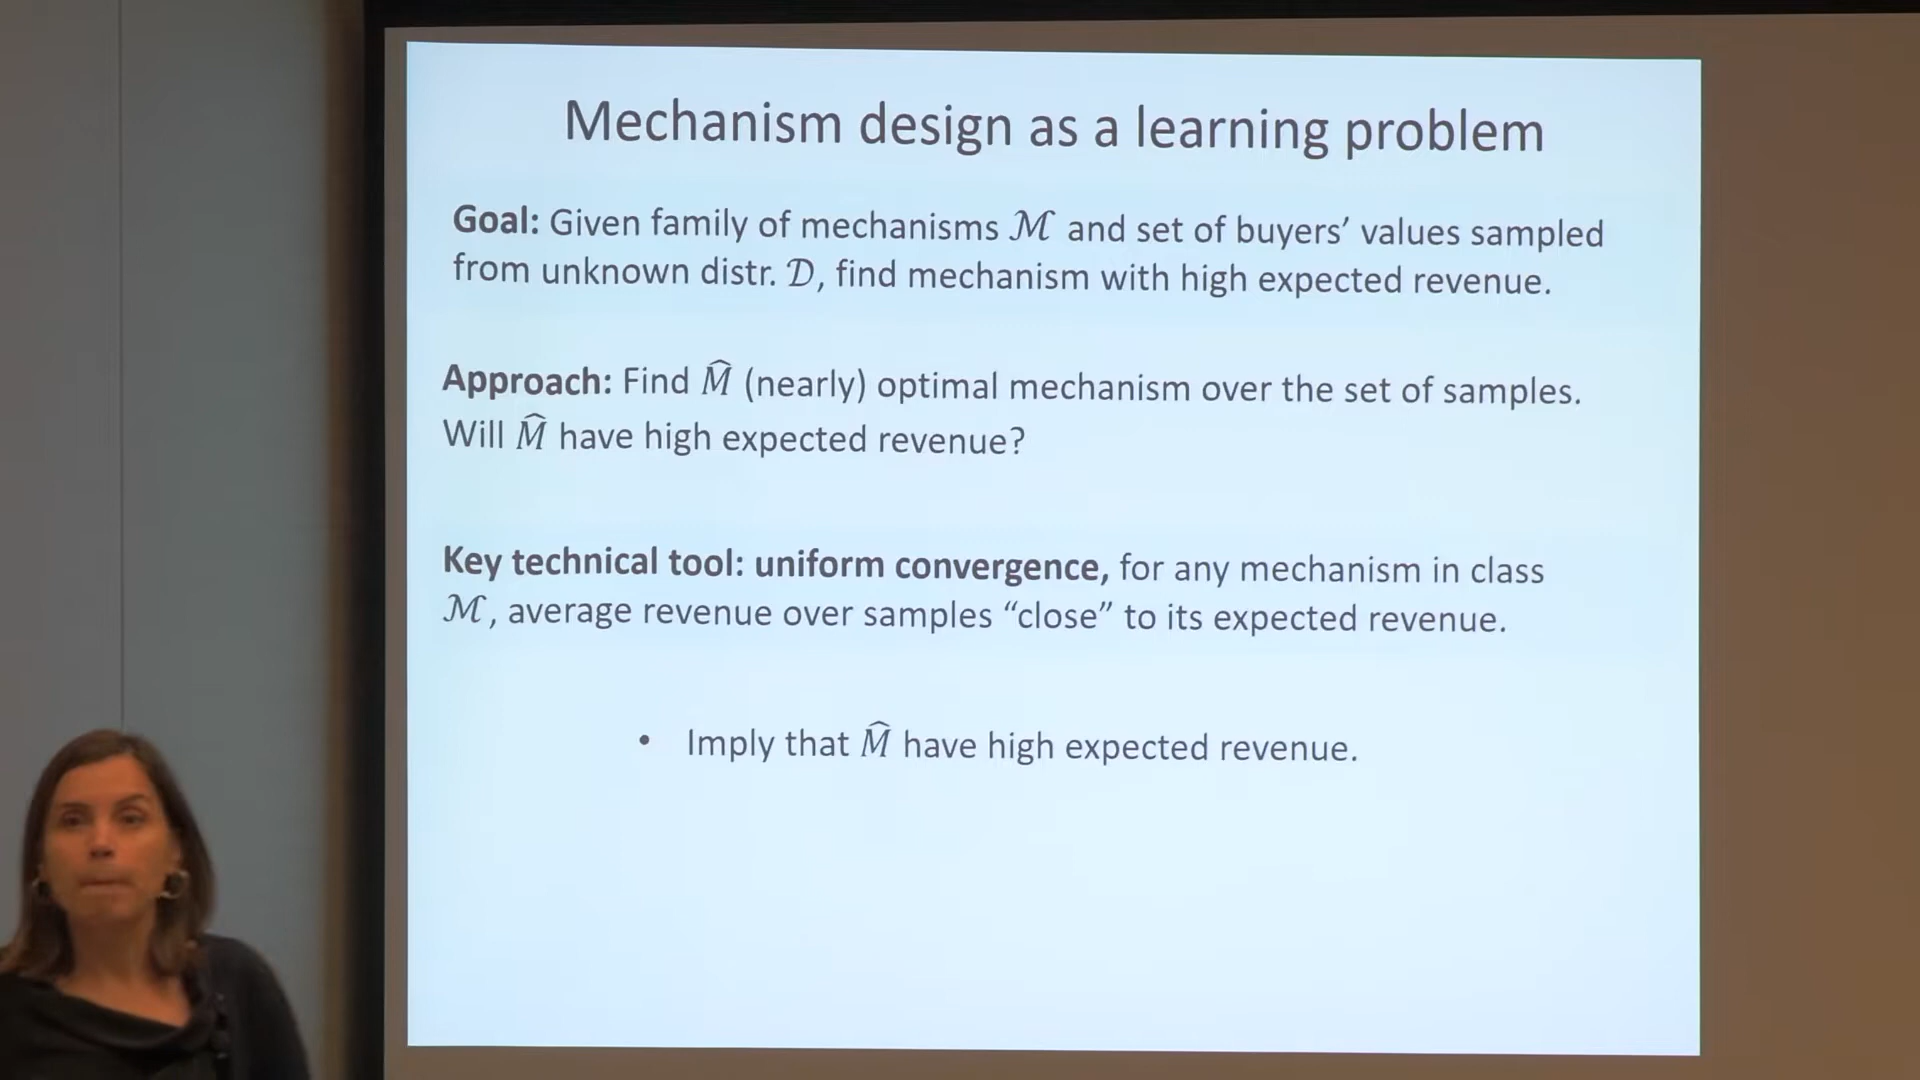 Mechanism design as a learning problem
Goal: Given family of mechanisms ℳ and set of buyers’ values sampled
from unknown distr. 𝒟, find mechanism with high expected revenue.
Approach: Find M̂ (nearly) optimal mechanism over the set of samples.
Will M̂ have high expected revenue?
Key technical tool: uniform convergence, for any mechanism in class
ℳ, average revenue over samples “close” to its expected revenue.
• Imply that M̂ have high expected revenue.